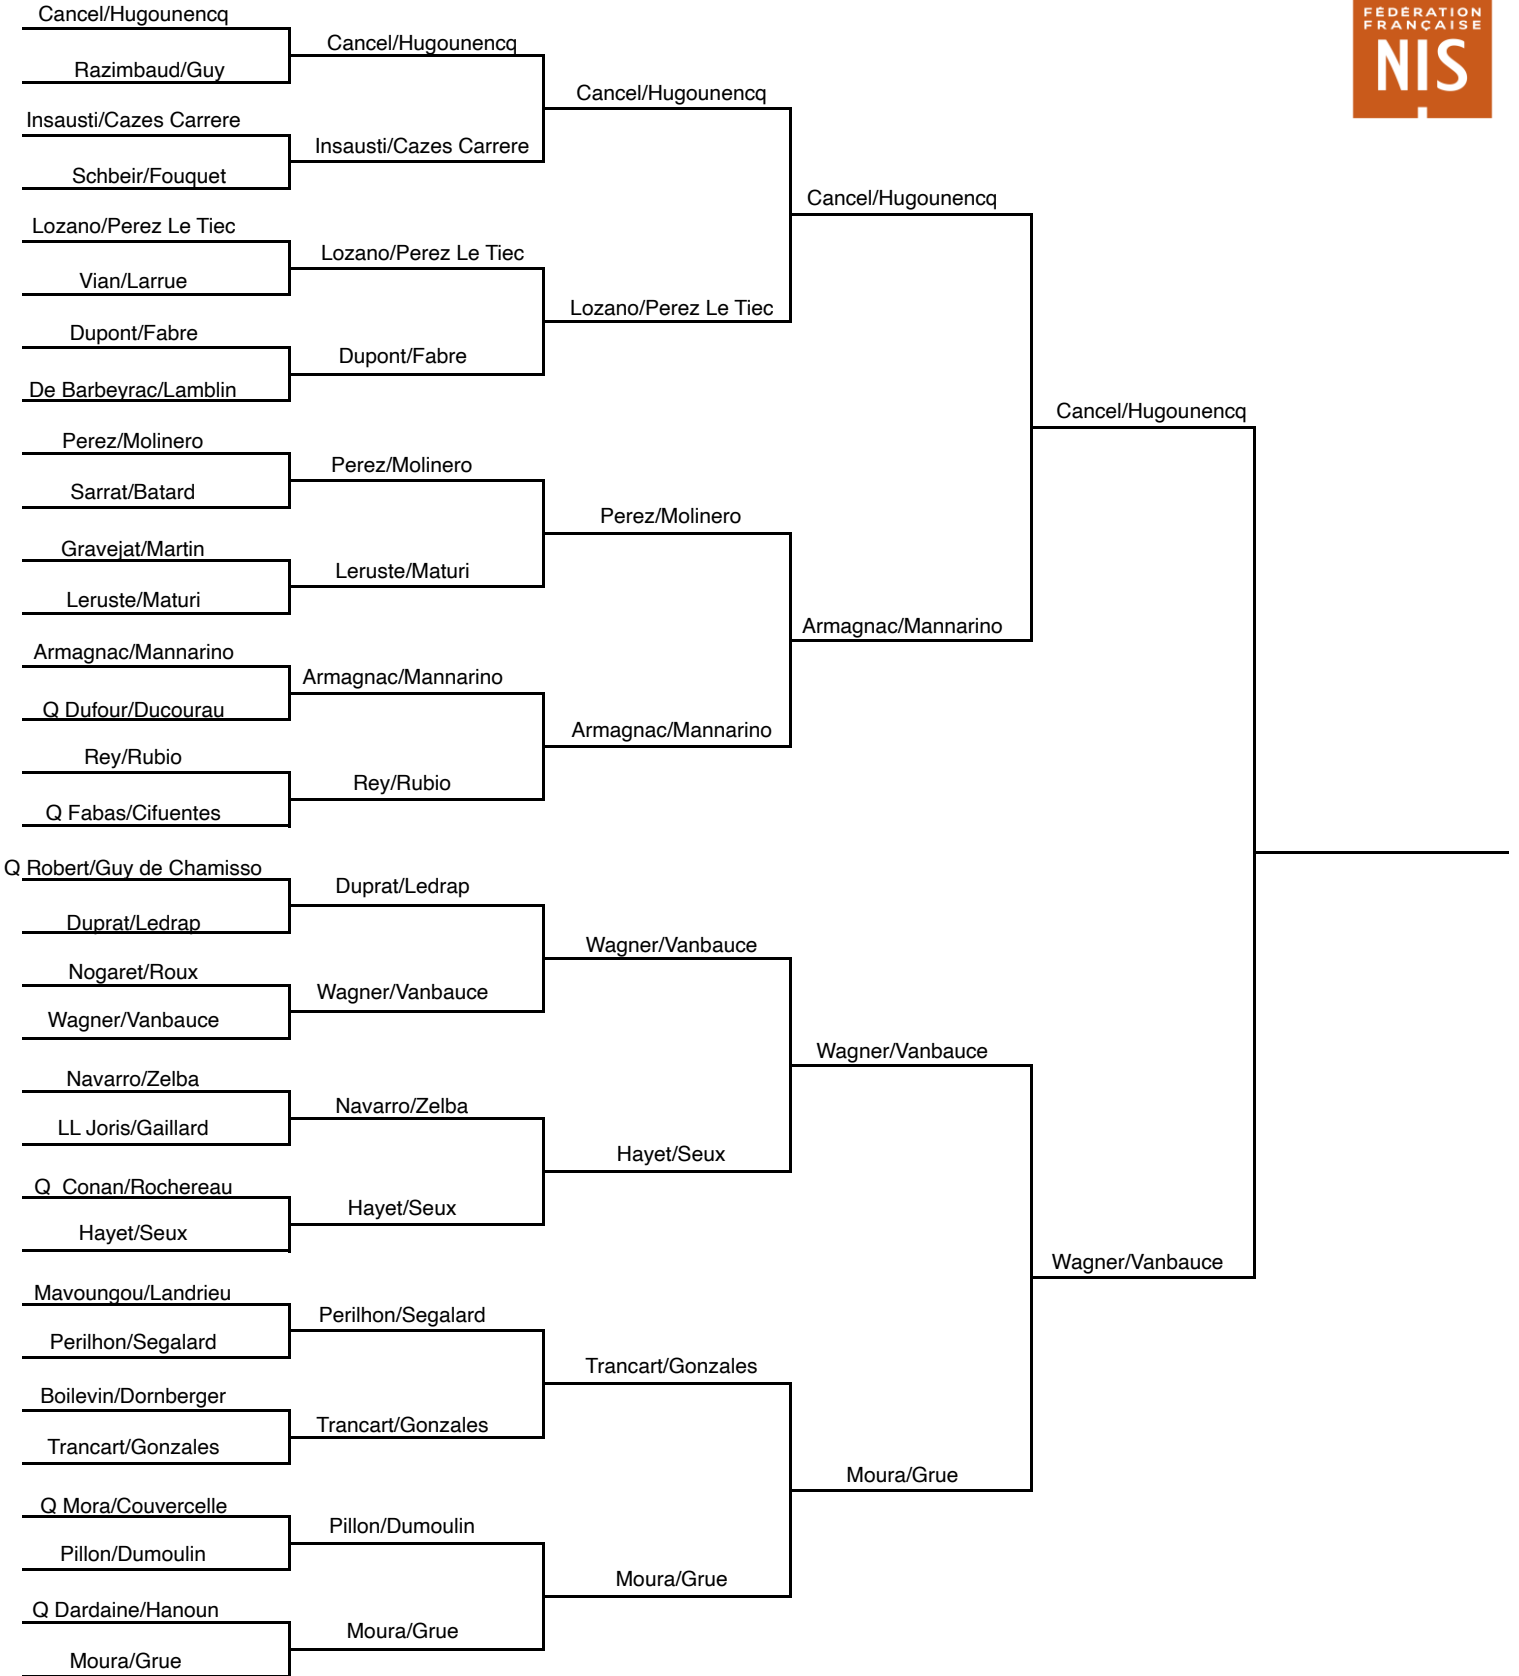 FÉDÉRATION
FRANÇAISE
NIS
Cancel/Hugounencq
Razimbaud/Guy
Insausti/Cazes Carrere
Schbeir/Fouquet
Lozano/Perez Le Tiec
Vian/Larrue
Dupont/Fabre
De Barbeyrac/Lamblin
Perez/Molinero
Sarrat/Batard
Gravejat/Martin
Leruste/Maturi
Armagnac/Mannarino
Q Dufour/Ducourau
Rey/Rubio
Q Fabas/Cifuentes
Q Robert/Guy de Chamisso
Duprat/Ledrap
Nogaret/Roux
Wagner/Vanbauce
Navarro/Zelba
LL Joris/Gaillard
Q  Conan/Rochereau
Hayet/Seux
Mavoungou/Landrieu
Perilhon/Segalard
Boilevin/Dornberger
Trancart/Gonzales
Q Mora/Couvercelle
Pillon/Dumoulin
Q Dardaine/Hanoun
Moura/Grue
Cancel/Hugounencq
Insausti/Cazes Carrere
Lozano/Perez Le Tiec
Dupont/Fabre
Perez/Molinero
Leruste/Maturi
Armagnac/Mannarino
Rey/Rubio
Duprat/Ledrap
Wagner/Vanbauce
Navarro/Zelba
Hayet/Seux
Perilhon/Segalard
Trancart/Gonzales
Pillon/Dumoulin
Moura/Grue
Cancel/Hugounencq
Lozano/Perez Le Tiec
Perez/Molinero
Armagnac/Mannarino
Wagner/Vanbauce
Hayet/Seux
Trancart/Gonzales
Moura/Grue
Cancel/Hugounencq
Armagnac/Mannarino
Wagner/Vanbauce
Moura/Grue
Cancel/Hugounencq
Wagner/Vanbauce